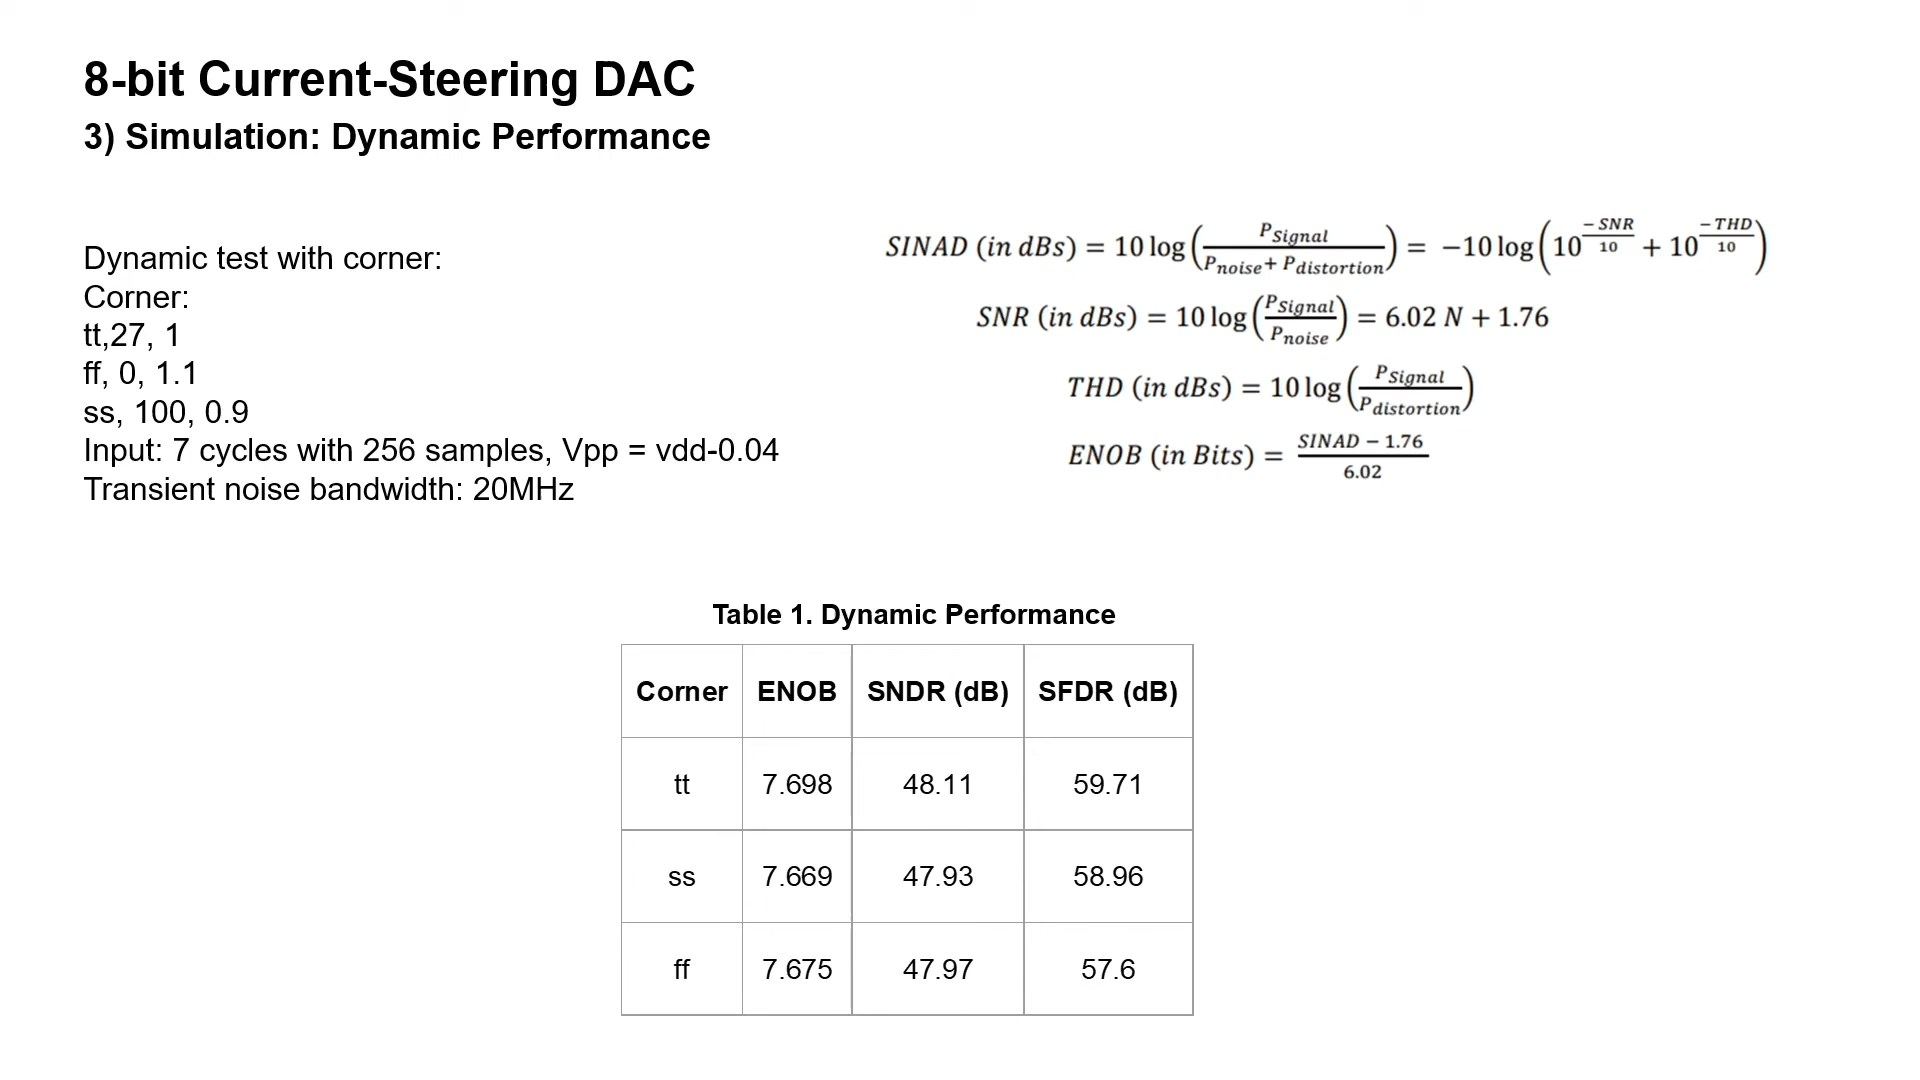 8-bit Current-Steering DAC
3) Simulation: Dynamic Performance
Dynamic test with corner:
Corner:
tt,27, 1
ff, 0, 1.1
ss, 100, 0.9
Input: 7 cycles with 256 samples, Vpp = vdd-0.04
Transient noise bandwidth: 20MHz
SINAD (in dBs) = 10 log(P_Signal / (P_noise + P_distortion)) = −10 log(10^(−SNR/10) + 10^(−THD/10))
SNR (in dBs) = 10 log(P_Signal / P_noise) = 6.02 N + 1.76
THD (in dBs) = 10 log(P_Signal / P_distortion)
ENOB (in Bits) = (SINAD − 1.76) / 6.02
Table 1. Dynamic Performance
Corner ENOB SNDR (dB) SFDR (dB)
tt 7.698 48.11 59.71
ss 7.669 47.93 58.96
ff 7.675 47.97 57.6